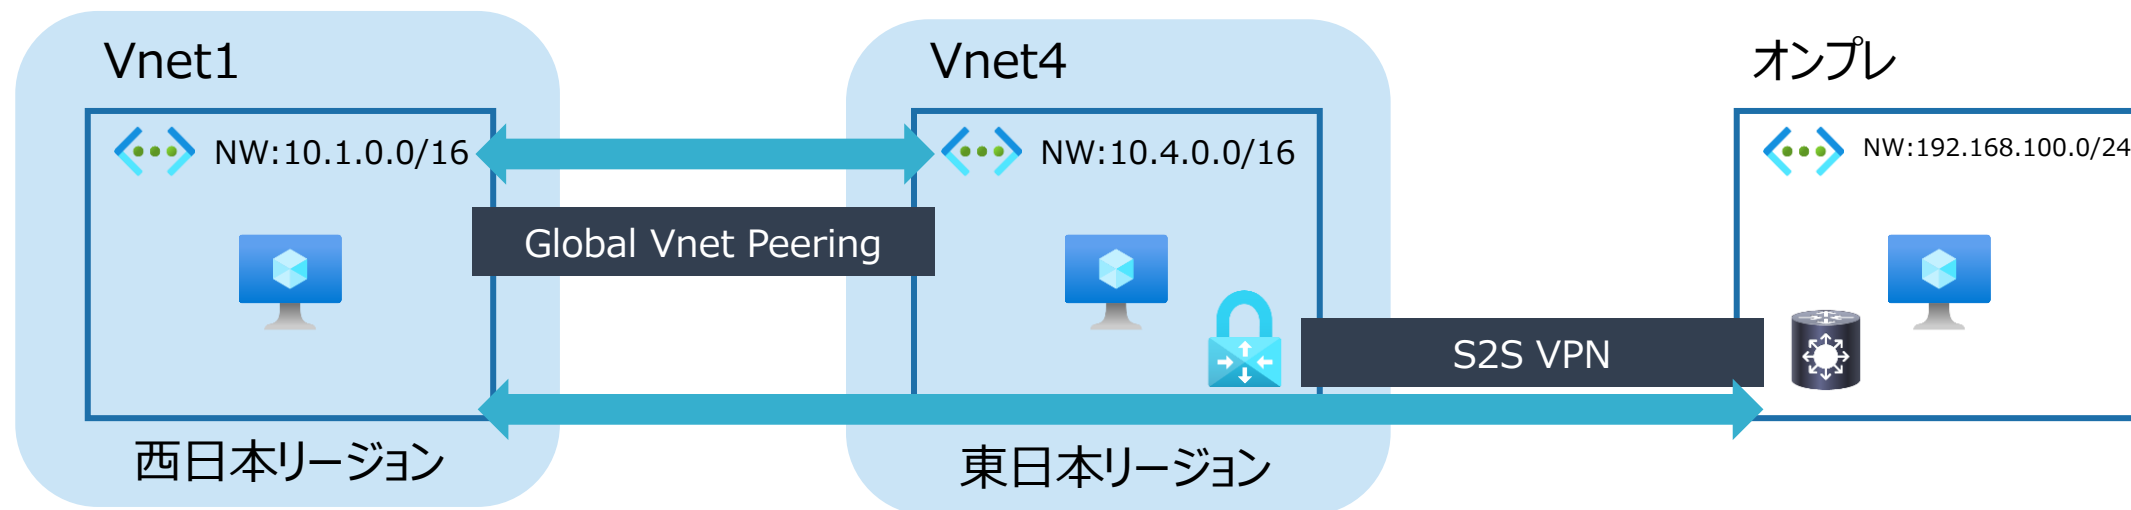 Vnet1
NW:10.1.0.0/16
西日本リージョン
Global Vnet Peering
Vnet4
NW:10.4.0.0/16
東日本リージョン
S2S VPN
オンプレ
NW:192.168.100.0/24